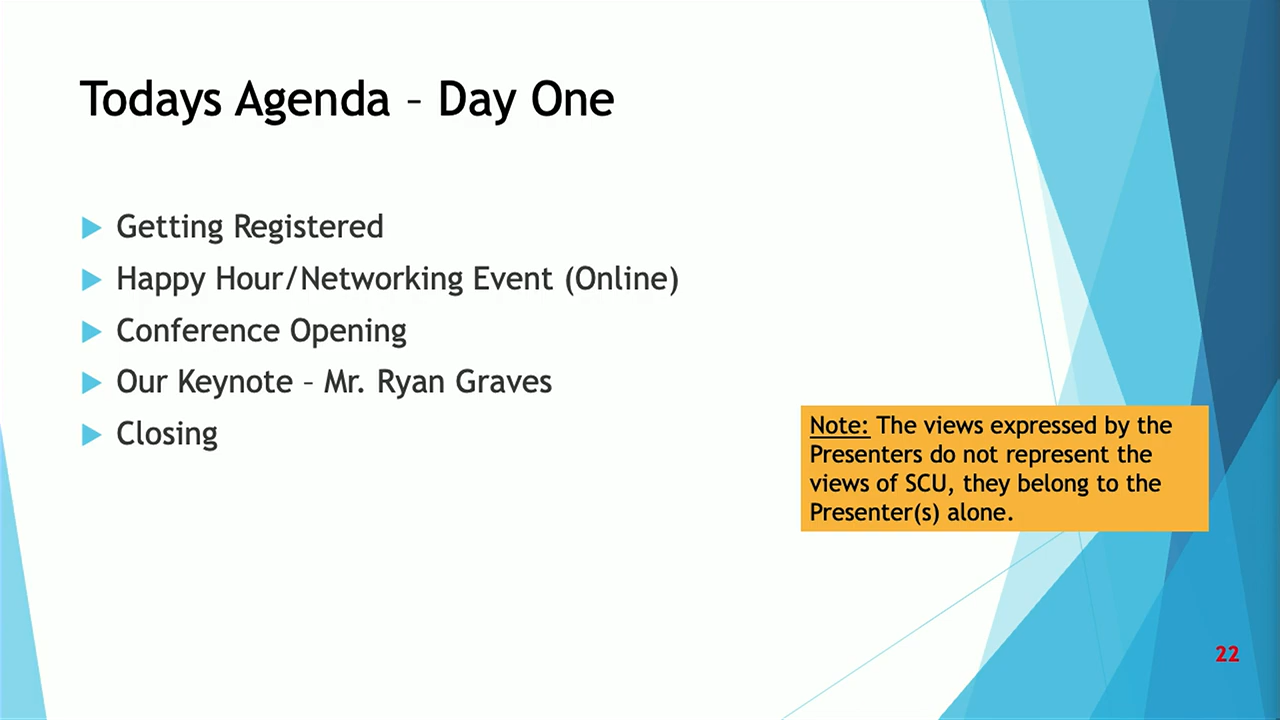 Todays Agenda – Day One
Getting Registered
Happy Hour/Networking Event (Online)
Conference Opening
Our Keynote – Mr. Ryan Graves
Closing
Note: The views expressed by the
Presenters do not represent the
views of SCU, they belong to the
Presenter(s) alone.
22